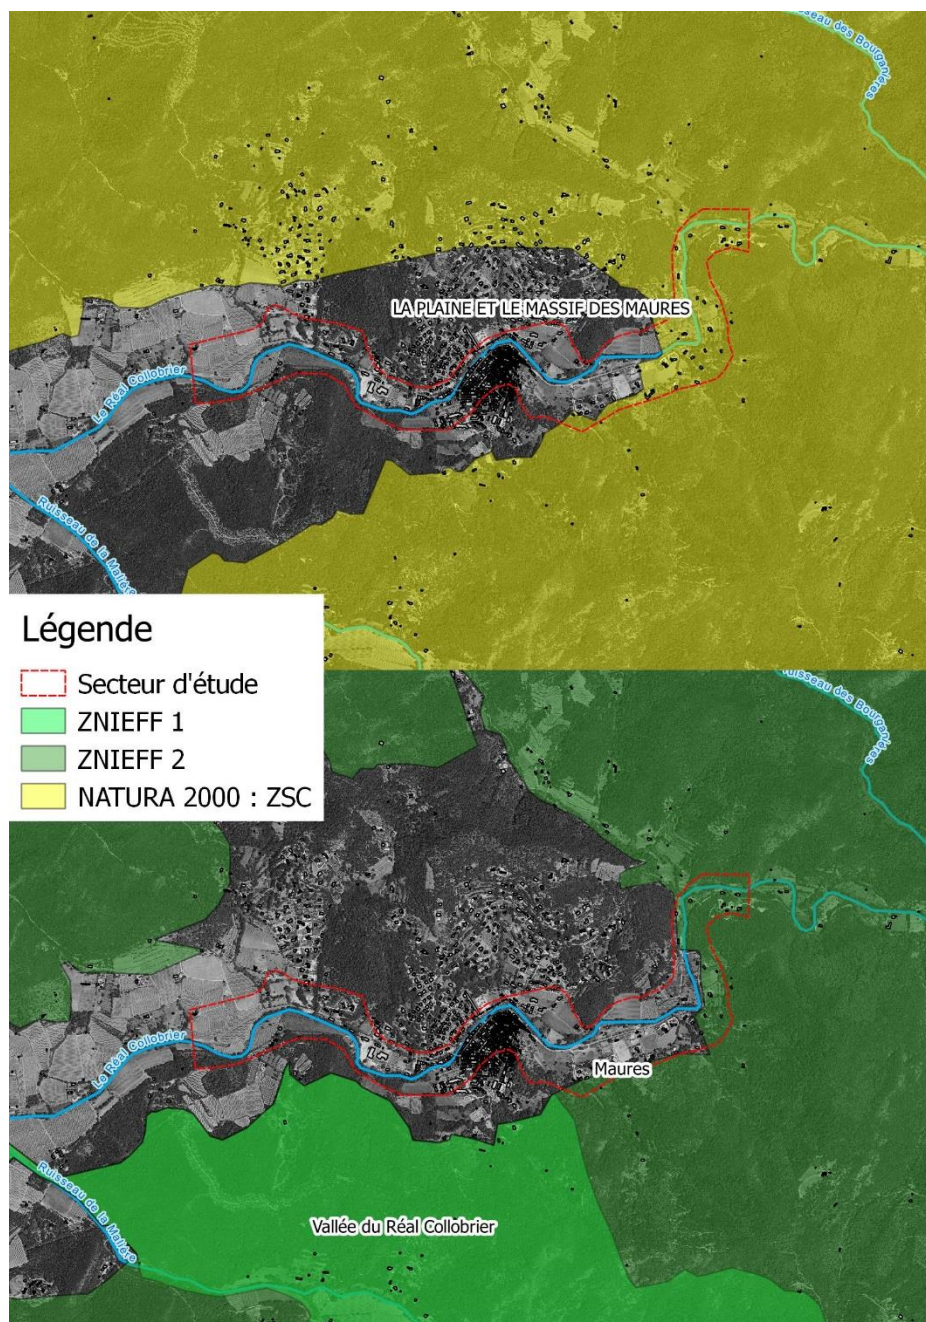 Ruisseau des Bourganières
LA PLAINE ET LE MASSIF DES MAURES
Le Réal Collobrier
Ruisseau de la Malière
Légende
Secteur d'étude
ZNIEFF 1
ZNIEFF 2
NATURA 2000 : ZSC
Ruisseau des Bourganières
Le Réal Collobrier
Maures
Ruisseau de la Malière
Vallée du Réal Collobrier